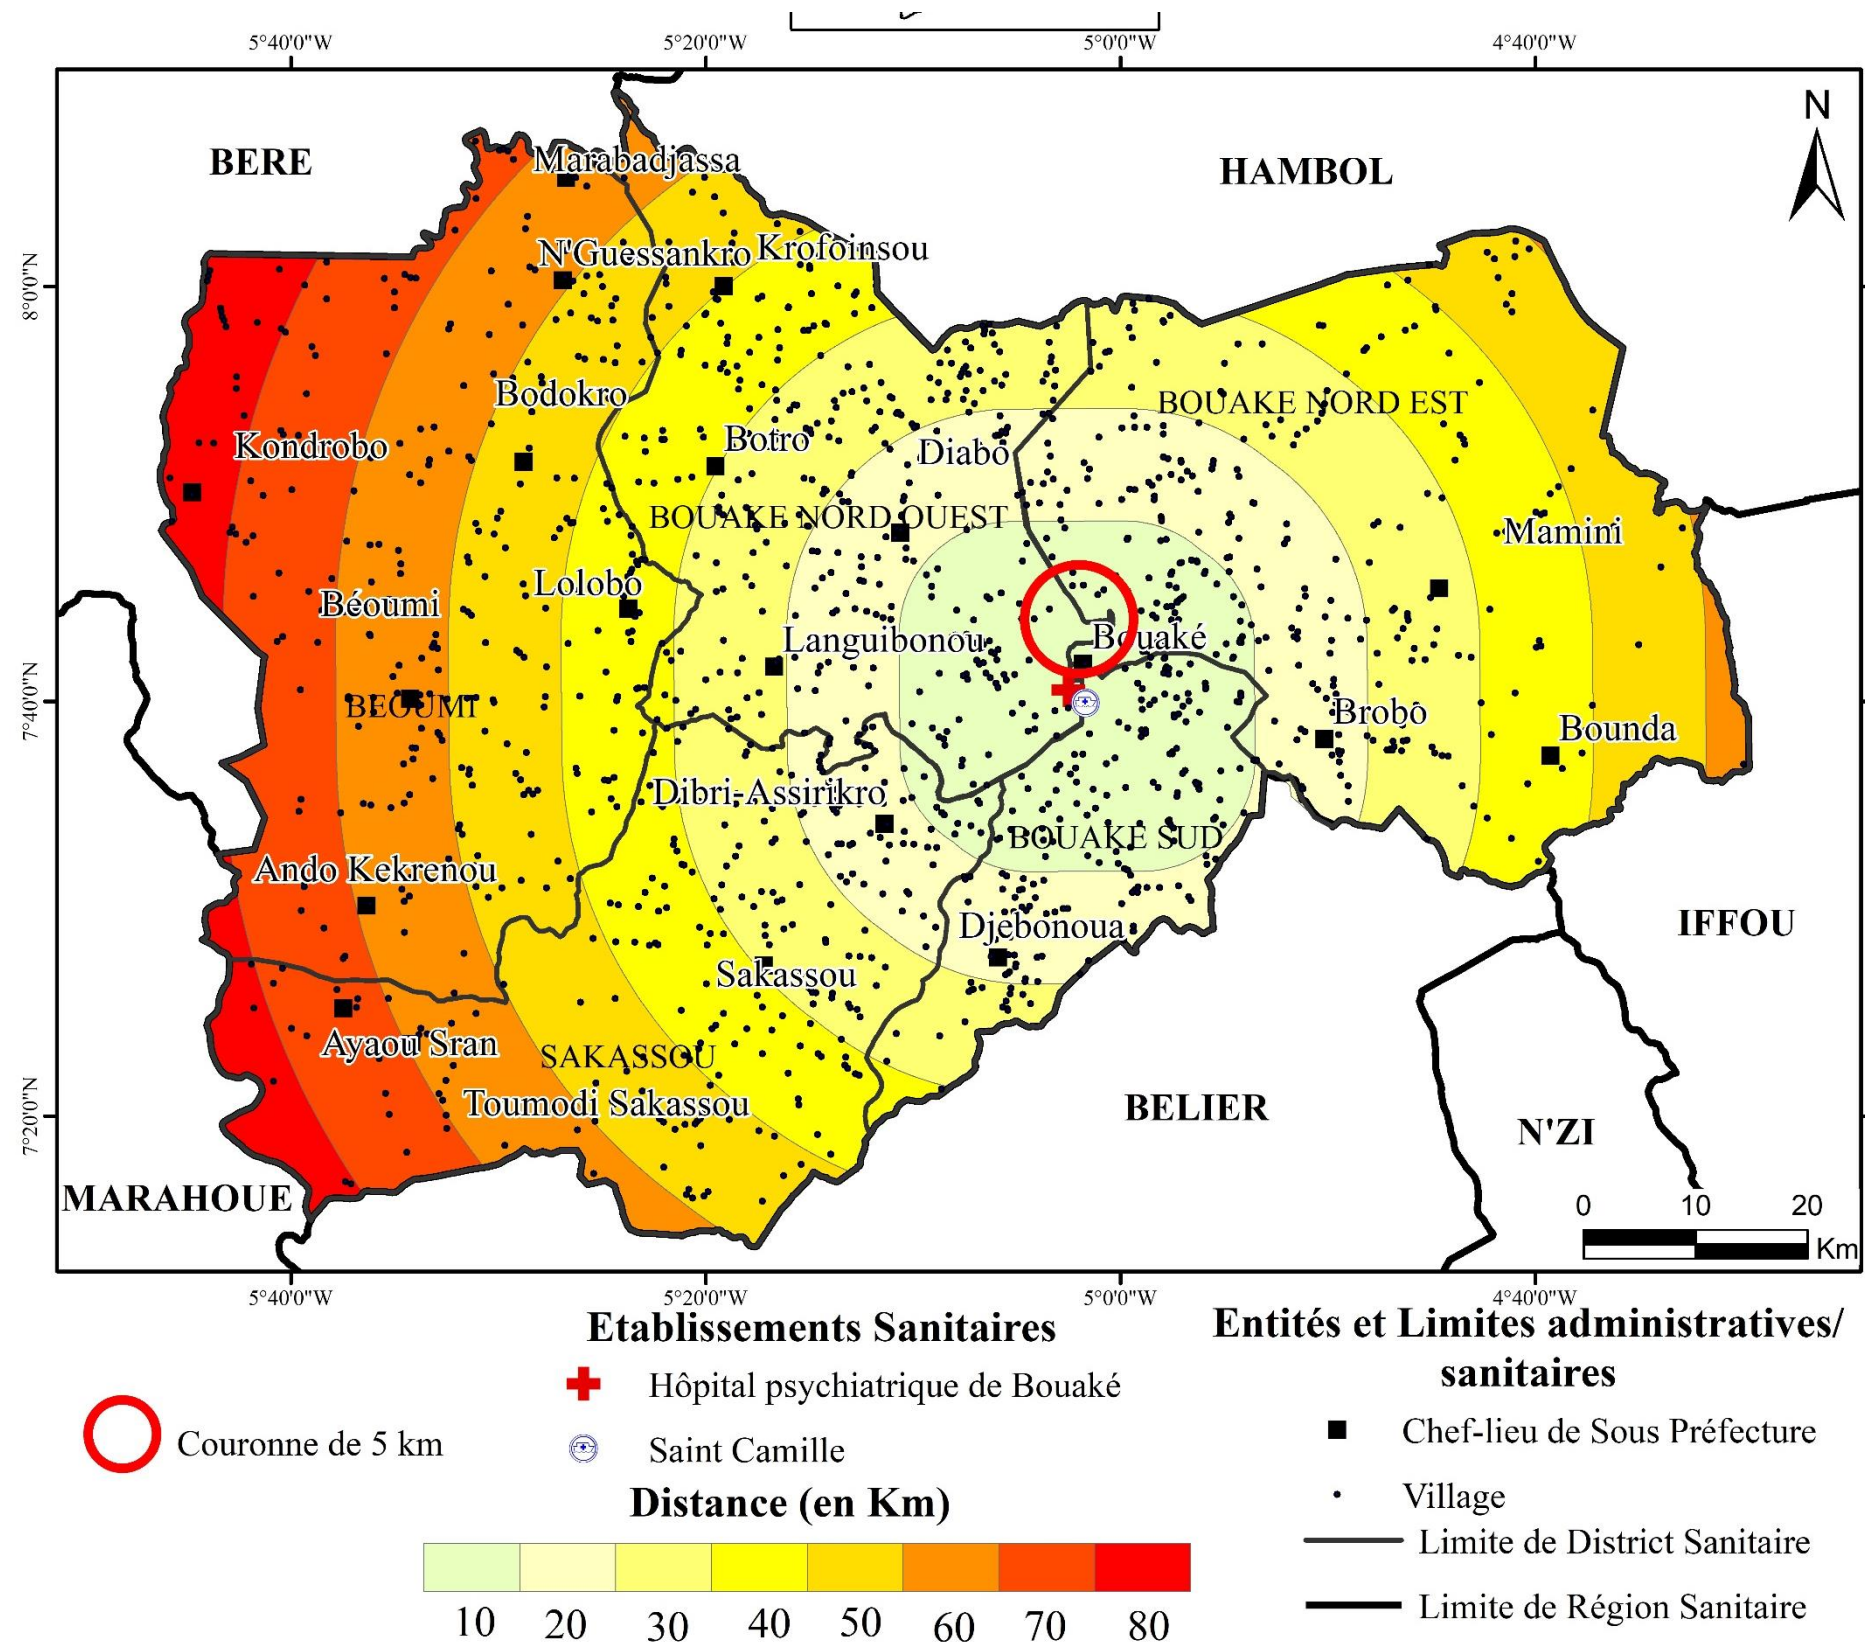 5°40'0"W
5°20'0"W
5°0'0"W
4°40'0"W
N
BERE
HAMBOL
Marabadjassa
N'Guessankro
Krofoinsou
8°0'0"N
Bodokro
BOUAKE NORD EST
Kondrobo
Botro
Diabo
BOUAKE NORD OUEST
Mamini
Lolobo
Béoumi
Languibonou
Bouaké
7°40'0"N
BEOUMI
Brobo
Bounda
Dibri-Assirikro
BOUAKE SUD
Ando Kekrenou
Djebonoua
IFFOU
Sakassou
Ayaou Sran
SAKASSOU
Toumodi Sakassou
BELIER
7°20'0"N
N'ZI
MARAHOUE
0 10 20
Km
5°40'0"W
5°20'0"W
5°0'0"W
4°40'0"W
Etablissements Sanitaires
Hôpital psychiatrique de Bouaké
Couronne de 5 km
Saint Camille
Distance (en Km)
10 20 30 40 50 60 70 80
Entités et Limites administratives/
sanitaires
Chef-lieu de Sous Préfecture
Village
Limite de District Sanitaire
Limite de Région Sanitaire